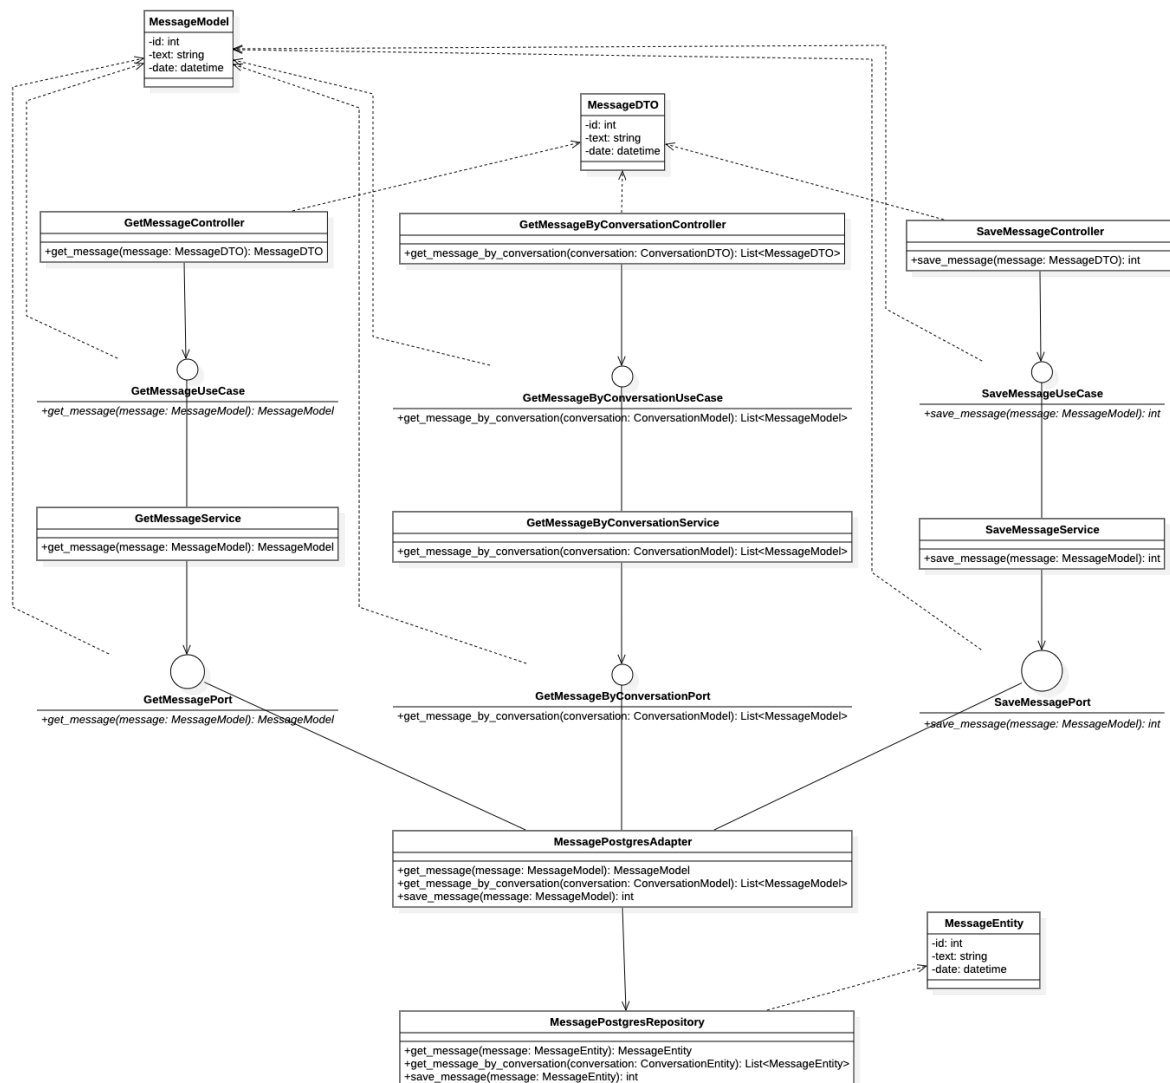 MessageModel
-id: int
-text: string
-date: datetime
MessageDTO
-id: int
-text: string
-date: datetime
GetMessageController
+get_message(message: MessageDTO): MessageDTO
GetMessageByConversationController
+get_message_by_conversation(conversation: ConversationDTO): List<MessageDTO>
SaveMessageController
+save_message(message: MessageDTO): int
GetMessageUseCase
+get_message(message: MessageModel): MessageModel
GetMessageByConversationUseCase
+get_message_by_conversation(conversation: ConversationModel): List<MessageModel>
SaveMessageUseCase
+save_message(message: MessageModel): int
GetMessageService
+get_message(message: MessageModel): MessageModel
GetMessageByConversationService
+get_message_by_conversation(conversation: ConversationModel): List<MessageModel>
SaveMessageService
+save_message(message: MessageModel): int
GetMessagePort
+get_message(message: MessageModel): MessageModel
GetMessageByConversationPort
+get_message_by_conversation(conversation: ConversationModel): List<MessageModel>
SaveMessagePort
+save_message(message: MessageModel): int
MessagePostgresAdapter
+get_message(message: MessageModel): MessageModel
+get_message_by_conversation(conversation: ConversationModel): List<MessageModel>
+save_message(message: MessageModel): int
MessageEntity
-id: int
-text: string
-date: datetime
MessagePostgresRepository
+get_message(message: MessageEntity): MessageEntity
+get_message_by_conversation(conversation: ConversationEntity): List<MessageEntity>
+save_message(message: MessageEntity): int